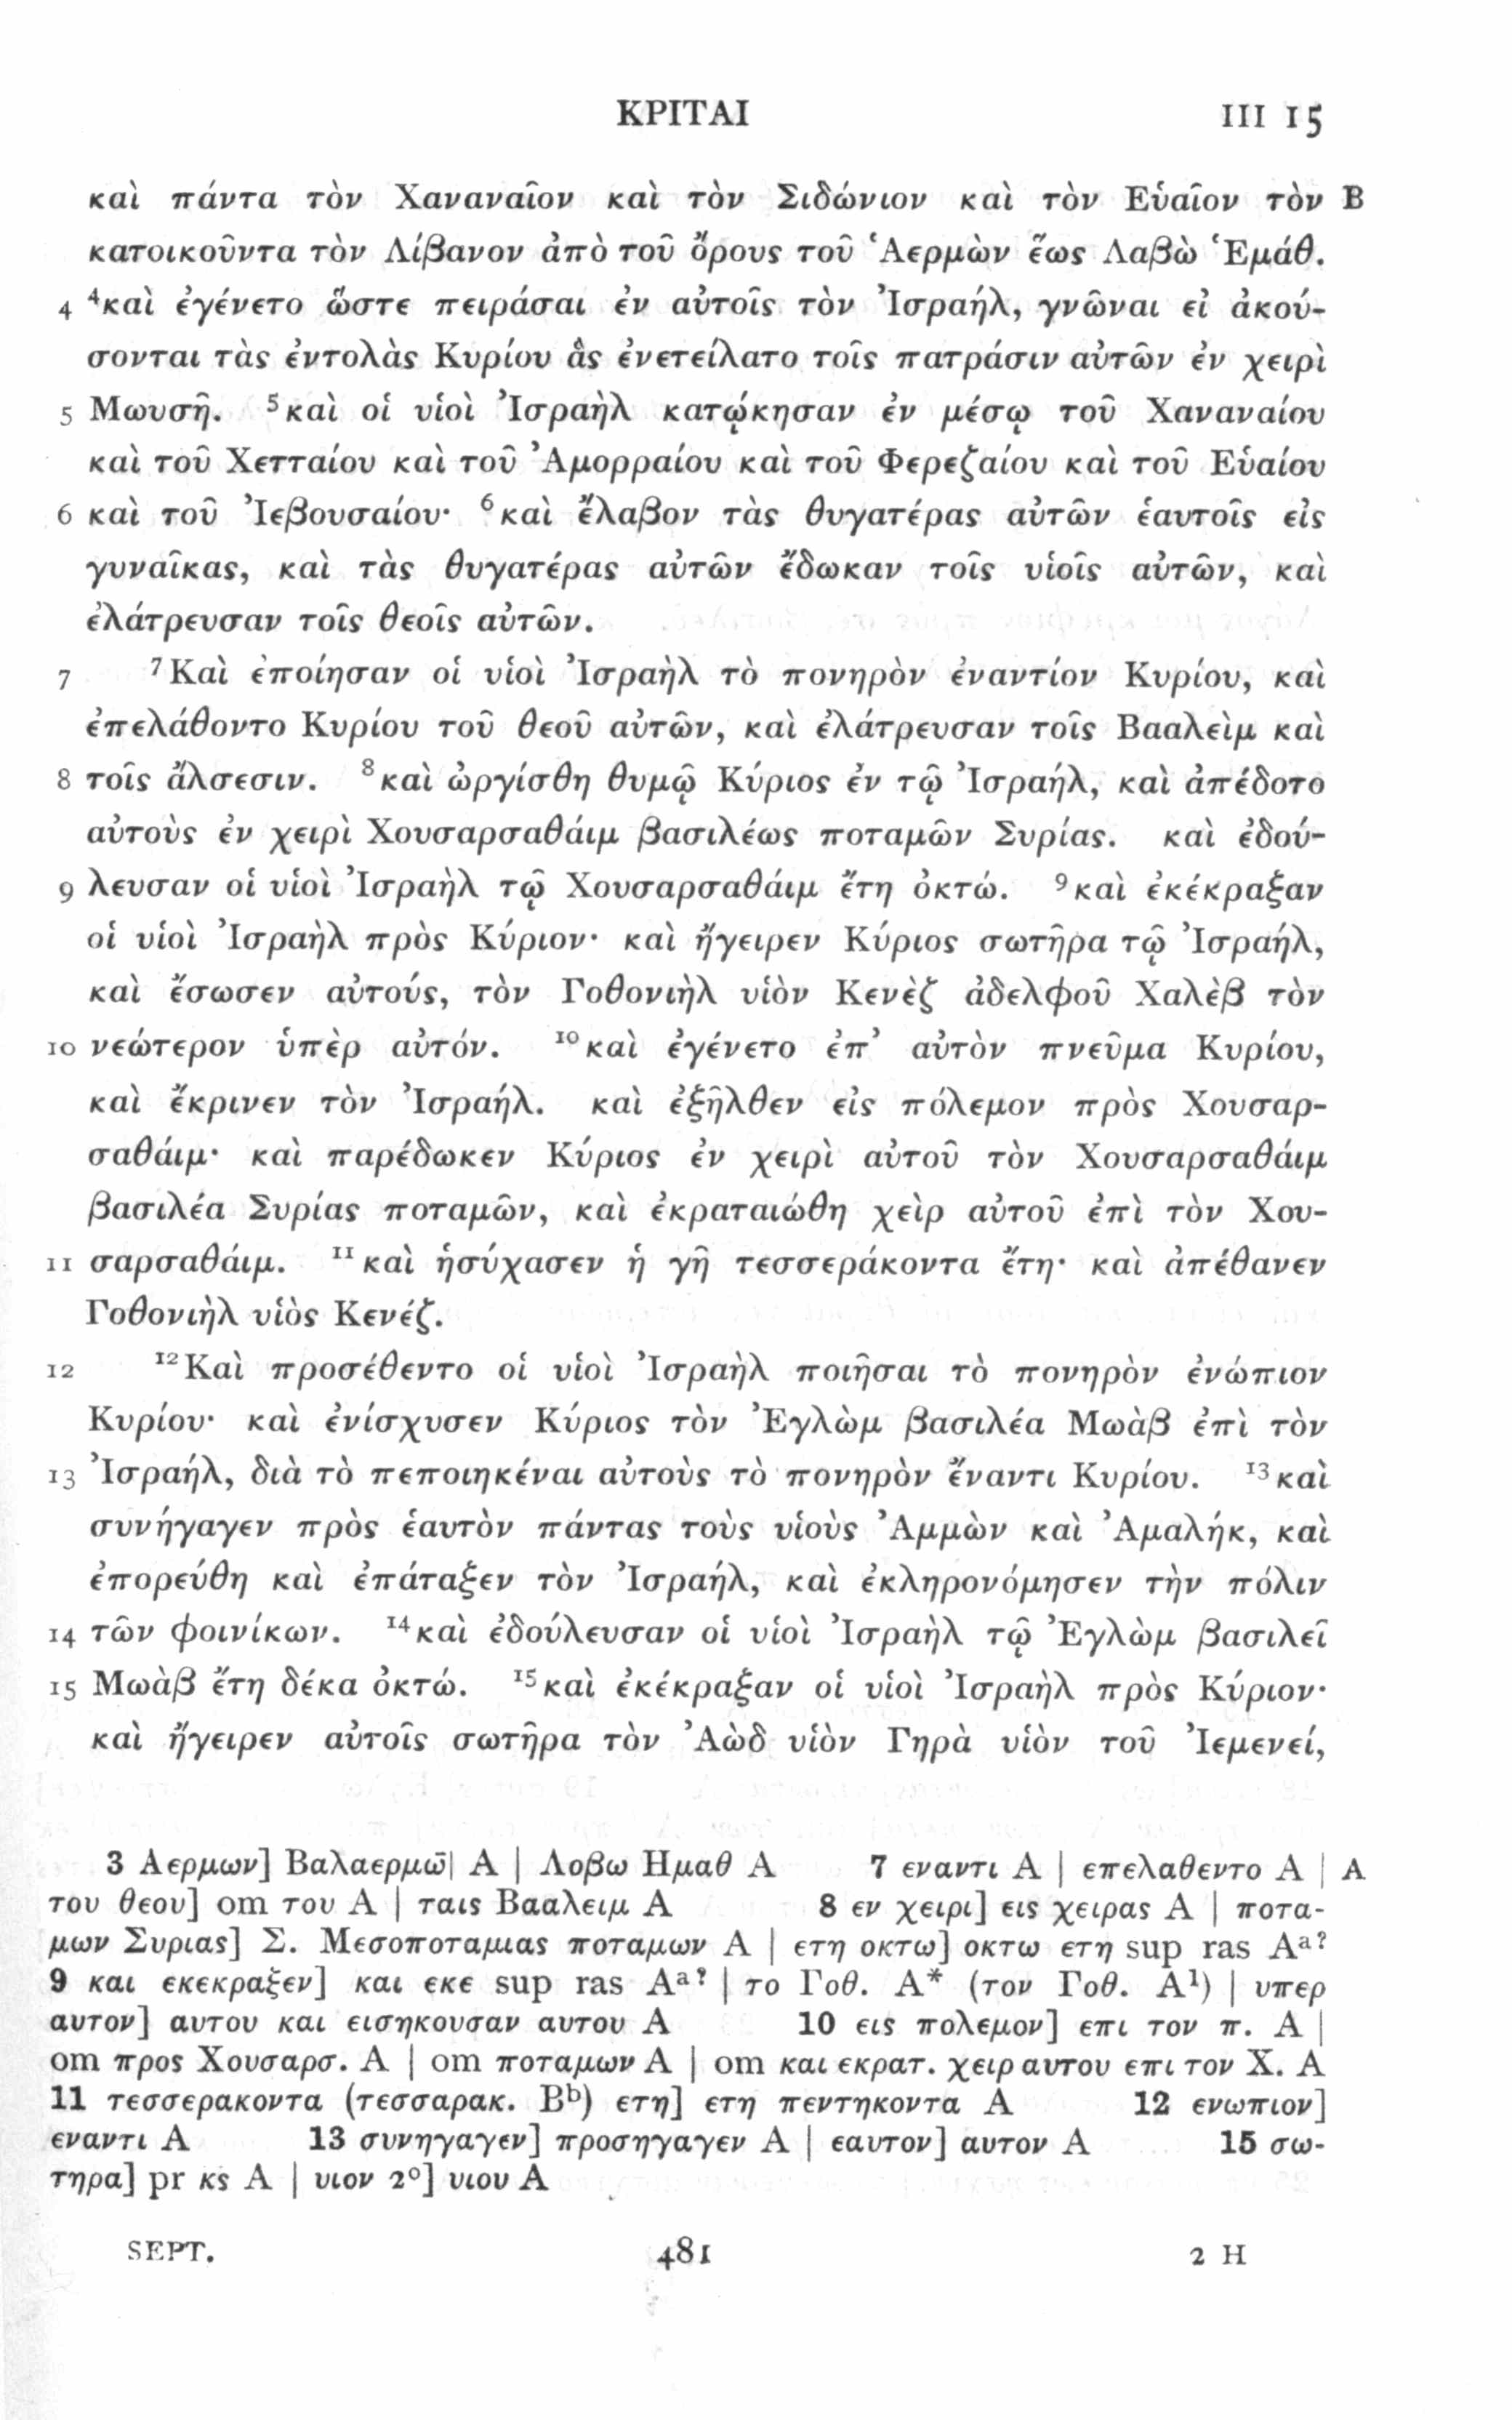 ΚΡΙΤΑΙ III 15
καὶ πάντα τὸν Χαναναῖον καὶ τὸν Σιδώνιον καὶ τὸν Εὑαῖον τὸν B
κατοικοῦντα τὸν Λίβανον ἀπὸ τοῦ ὄρους τοῦ Ἁερμὼν ἕως Λαβὼ Ἑμάθ.
4 ⁴καὶ ἐγένετο ὥστε πειράσαι ἐν αὐτοῖς τὸν Ἰσραήλ, γνῶναι εἰ ἀκού-
σονται τὰς ἐντολὰς Κυρίου ἃς ἐνετείλατο τοῖς πατράσιν αὐτῶν ἐν χειρὶ
5 Μωυσῆ. ⁵καὶ οἱ υἱοὶ Ἰσραὴλ κατῴκησαν ἐν μέσῳ τοῦ Χαναναίου
καὶ τοῦ Χετταίου καὶ τοῦ Ἀμορραίου καὶ τοῦ Φερεζαίου καὶ τοῦ Εὑαίου
6 καὶ τοῦ Ἰεβουσαίου· ⁶καὶ ἔλαβον τὰς θυγατέρας αὐτῶν ἑαυτοῖς εἰς
γυναῖκας, καὶ τὰς θυγατέρας αὐτῶν ἔδωκαν τοῖς υἱοῖς αὐτῶν, καὶ
ἐλάτρευσαν τοῖς θεοῖς αὐτῶν.
7 ⁷Καὶ ἐποίησαν οἱ υἱοὶ Ἰσραὴλ τὸ πονηρὸν ἐναντίον Κυρίου, καὶ
ἐπελάθοντο Κυρίου τοῦ θεοῦ αὐτῶν, καὶ ἐλάτρευσαν τοῖς Βααλεὶμ καὶ
8 τοῖς ἄλσεσιν. ⁸καὶ ὠργίσθη θυμῷ Κύριος ἐν τῷ Ἰσραήλ, καὶ ἀπέδοτο
αὐτοὺς ἐν χειρὶ Χουσαρσαθάιμ βασιλέως ποταμῶν Συρίας. καὶ ἐδού-
9 λευσαν οἱ υἱοὶ Ἰσραὴλ τῷ Χουσαρσαθάιμ ἔτη ὀκτώ. ⁹καὶ ἐκέκραξαν
οἱ υἱοὶ Ἰσραὴλ πρὸς Κύριον· καὶ ἤγειρεν Κύριος σωτῆρα τῷ Ἰσραήλ,
καὶ ἔσωσεν αὐτούς, τὸν Γοθονιὴλ υἱὸν Κενὲζ ἀδελφοῦ Χαλὲβ τὸν
10 νεώτερον ὑπὲρ αὐτόν. ¹⁰καὶ ἐγένετο ἐπ’ αὐτὸν πνεῦμα Κυρίου,
καὶ ἔκρινεν τὸν Ἰσραήλ. καὶ ἐξῆλθεν εἰς πόλεμον πρὸς Χουσαρ-
σαθάιμ· καὶ παρέδωκεν Κύριος ἐν χειρὶ αὐτοῦ τὸν Χουσαρσαθάιμ
βασιλέα Συρίας ποταμῶν, καὶ ἐκραταιώθη χεὶρ αὐτοῦ ἐπὶ τὸν Χου-
11 σαρσαθάιμ. ¹¹καὶ ἡσύχασεν ἡ γῆ τεσσεράκοντα ἔτη· καὶ ἀπέθανεν
Γοθονιὴλ υἱὸς Κενέζ.
12 ¹²Καὶ προσέθεντο οἱ υἱοὶ Ἰσραὴλ ποιῆσαι τὸ πονηρὸν ἐνώπιον
Κυρίου· καὶ ἐνίσχυσεν Κύριος τὸν Ἐγλὼμ βασιλέα Μωὰβ ἐπὶ τὸν
13 Ἰσραήλ, διὰ τὸ πεποιηκέναι αὐτοὺς τὸ πονηρὸν ἔναντι Κυρίου. ¹³καὶ
συνήγαγεν πρὸς ἑαυτὸν πάντας τοὺς υἱοὺς Ἀμμὼν καὶ Ἀμαλήκ, καὶ
ἐπορεύθη καὶ ἐπάταξεν τὸν Ἰσραήλ, καὶ ἐκληρονόμησεν τὴν πόλιν
14 τῶν φοινίκων. ¹⁴καὶ ἐδούλευσαν οἱ υἱοὶ Ἰσραὴλ τῷ Ἐγλὼμ βασιλεῖ
15 Μωὰβ ἔτη δέκα ὀκτώ. ¹⁵καὶ ἐκέκραξαν οἱ υἱοὶ Ἰσραὴλ πρὸς Κύριον·
καὶ ἤγειρεν αὐτοῖς σωτῆρα τὸν Ἀὼδ υἱὸν Γηρὰ υἱὸν τοῦ Ἰεμενεί,
3 Αερμων] Βαλαερμω̄| A | Λοβω Ημαθ A 7 εναντι A | επελαθεντο A | A
του θεου] om του A | ταις Βααλειμ A 8 εν χειρι] εις χειρας A | ποτα-
μων Συριας] Σ. Μεσοποταμιας ποταμων A | ετη οκτω] οκτω ετη sup ras Aᵃ?
9 και εκεκραξεν] και εκε sup ras Aᵃ? | το Γοθ. A* (τον Γοθ. A¹) | υπερ
αυτον] αυτου και εισηκουσαν αυτου A 10 εις πολεμον] επι τον π. A |
om προς Χουσαρσ. A | om ποταμων A | om και εκρατ. χειρ αυτου επι τον Χ. A
11 τεσσερακοντα (τεσσαρακ. Bᵇ) ετη] ετη πεντηκοντα A 12 ενωπιον]
εναντι A 13 συνηγαγεν] προσηγαγεν A | εαυτον] αυτον A 15 σω-
τηρα] pr κς A | υιον 2°] υιου A
SEPT. 481 2 H